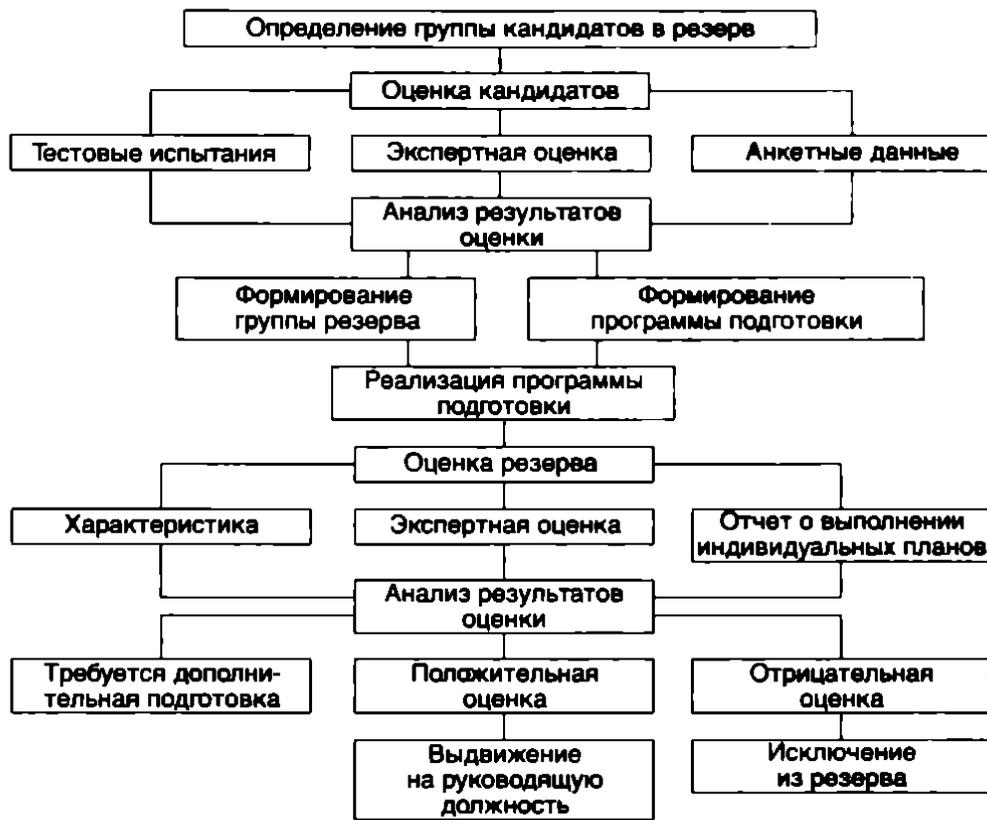 Определение группы кандидатов в резерв
Оценка кандидатов
Тестовые испытания
Экспертная оценка
Анкетные данные
Анализ результатов
оценки
Формирование
группы резерва
Формирование
программы подготовки
Реализация программы
подготовки
Оценка резерва
Характеристика
Экспертная оценка
Отчет о выполнении
индивидуальных планов
Анализ результатов
оценки
Требуется дополни-
тельная подготовка
Положительная
оценка
Отрицательная
оценка
Выдвижение
на руководящую
должность
Исключение
из резерва